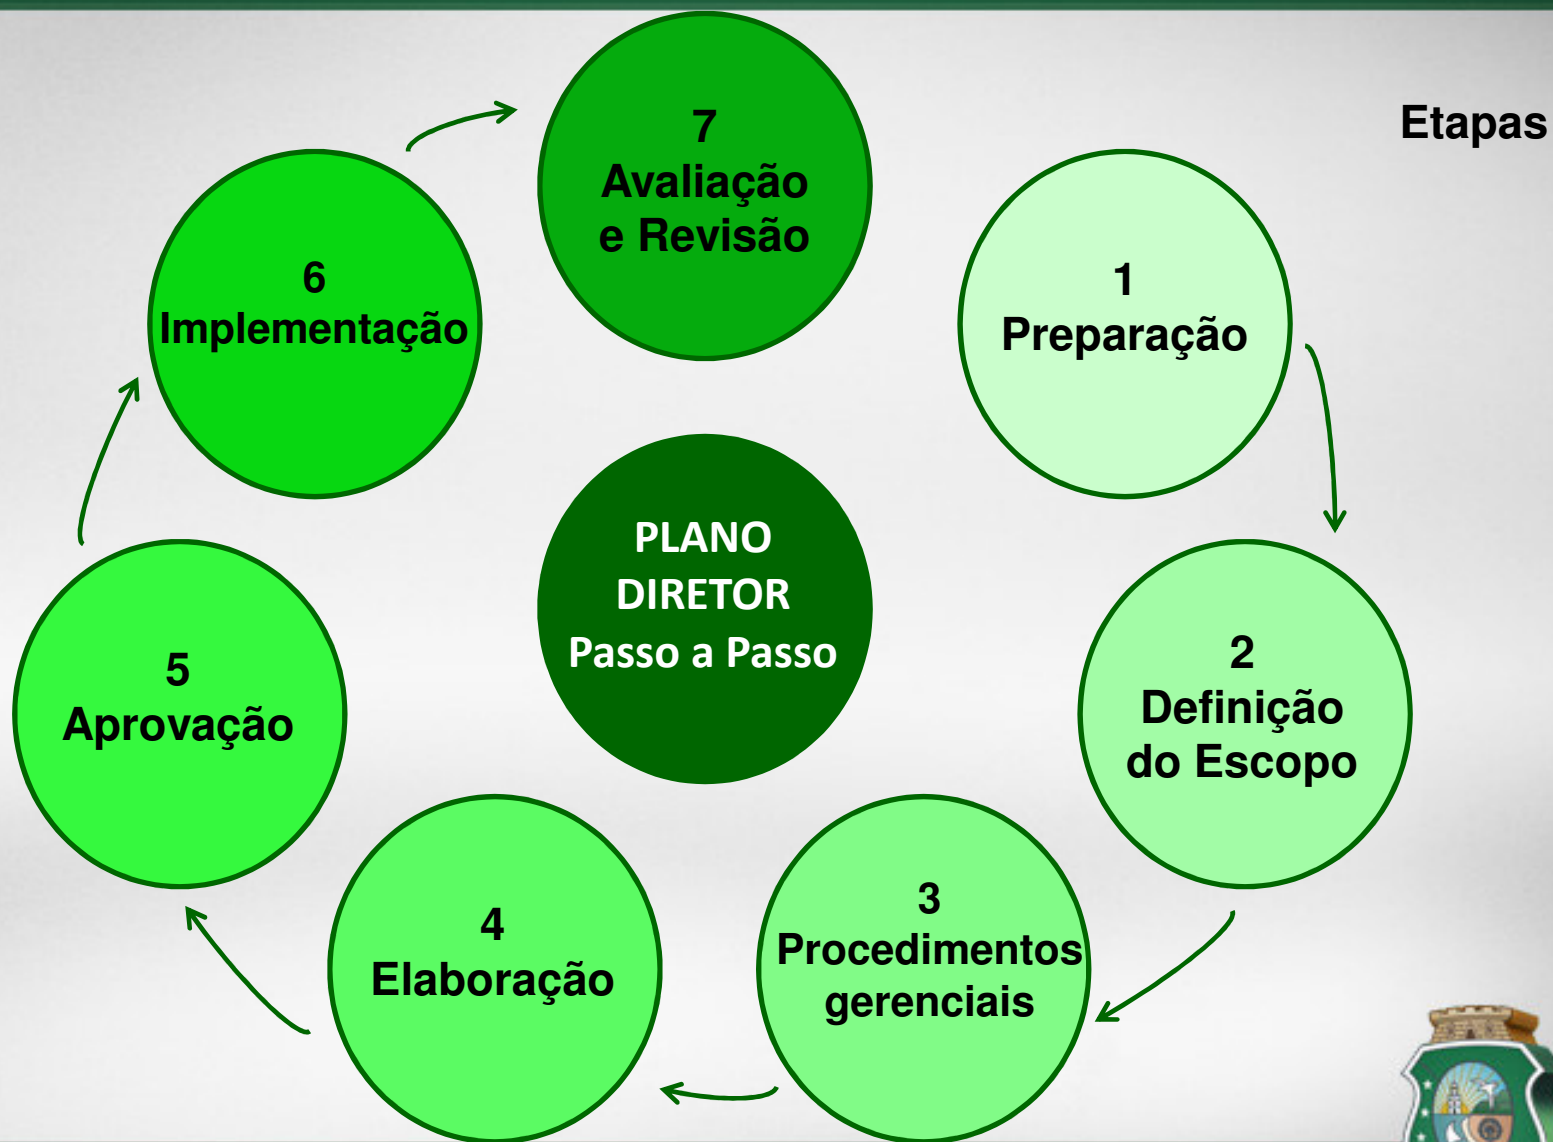 Etapas
1
Preparação
2
Definição
do Escopo
3
Procedimentos
gerenciais
4
Elaboração
5
Aprovação
6
Implementação
7
Avaliação
e Revisão
PLANO
DIRETOR
Passo a Passo